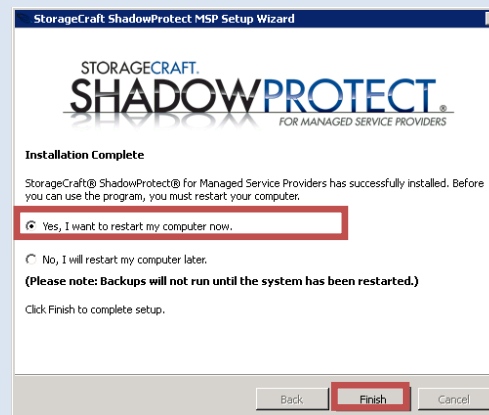 StorageCraft ShadowProtect MSP Setup Wizard
STORAGECRAFT.
SHADOWPROTECT®
FOR MANAGED SERVICE PROVIDERS
Installation Complete
StorageCraft® ShadowProtect® for Managed Service Providers has successfully installed. Before
you can use the program, you must restart your computer.
Yes, I want to restart my computer now.
No, I will restart my computer later.
(Please note: Backups will not run until the system has been restarted.)
Click Finish to complete setup.
Back Finish Cancel